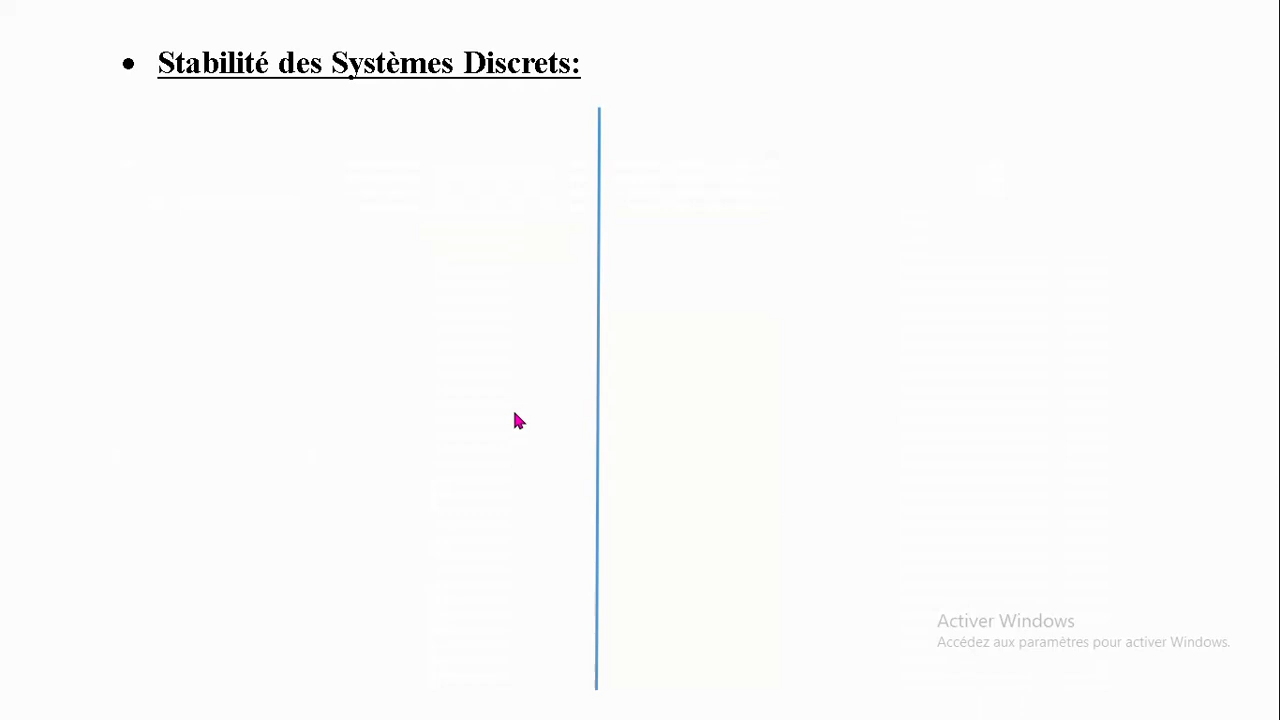 • Stabilité des Systèmes Discrets:
Activer Windows
Accédez aux paramètres pour activer Windows.